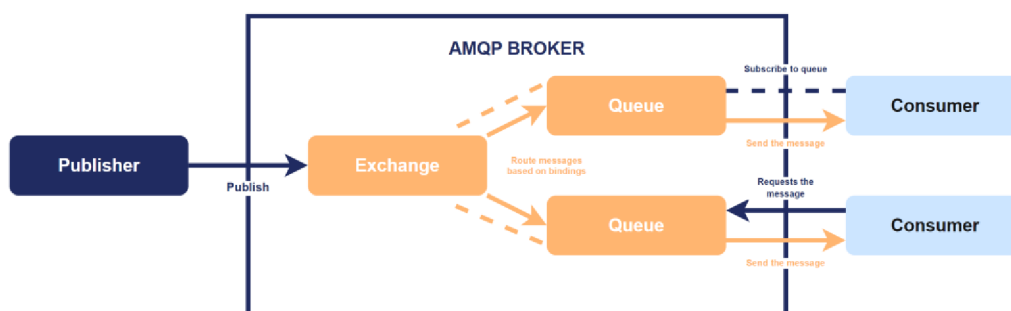 AMQP BROKER
Subscribe to queue
Queue
Consumer
Send the message
Publisher
Publish
Exchange
Route messages
based on bindings
Requests the
message
Queue
Consumer
Send the message